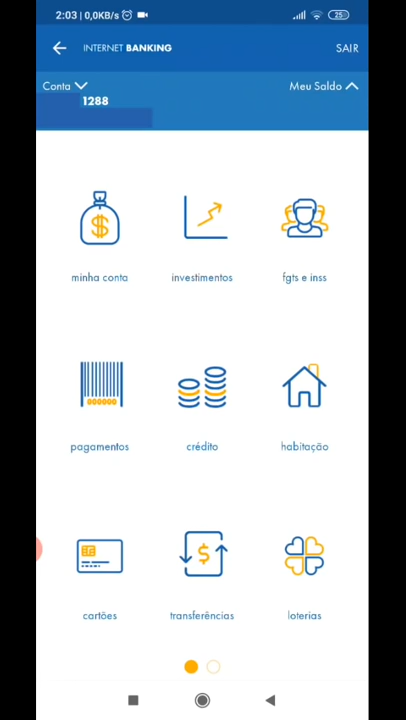 2:03 | 0,0KB/s 25
INTERNET BANKING SAIR
Conta Meu Saldo
1288
minha conta investimentos fgts e inss
pagamentos crédito habitação
cartões transferências loterias